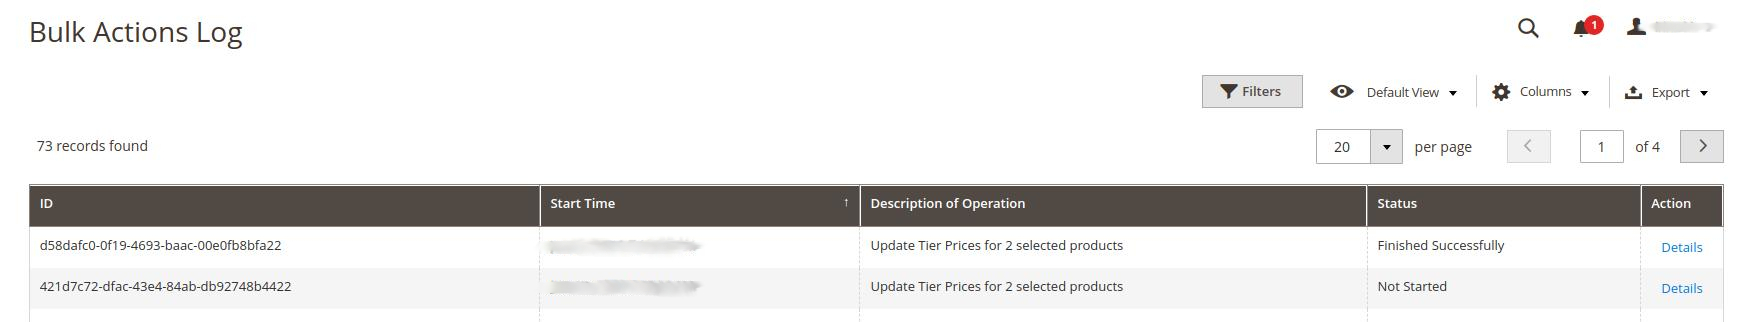 Bulk Actions Log
1
Filters
Default View
Columns
Export
73 records found
20 per page
1 of 4
ID Start Time ↑ Description of Operation Status Action
d58dafc0-0f19-4693-baac-00e0fb8bfa22 Update Tier Prices for 2 selected products Finished Successfully Details
421d7c72-dfac-43e4-84ab-db92748b4422 Update Tier Prices for 2 selected products Not Started Details